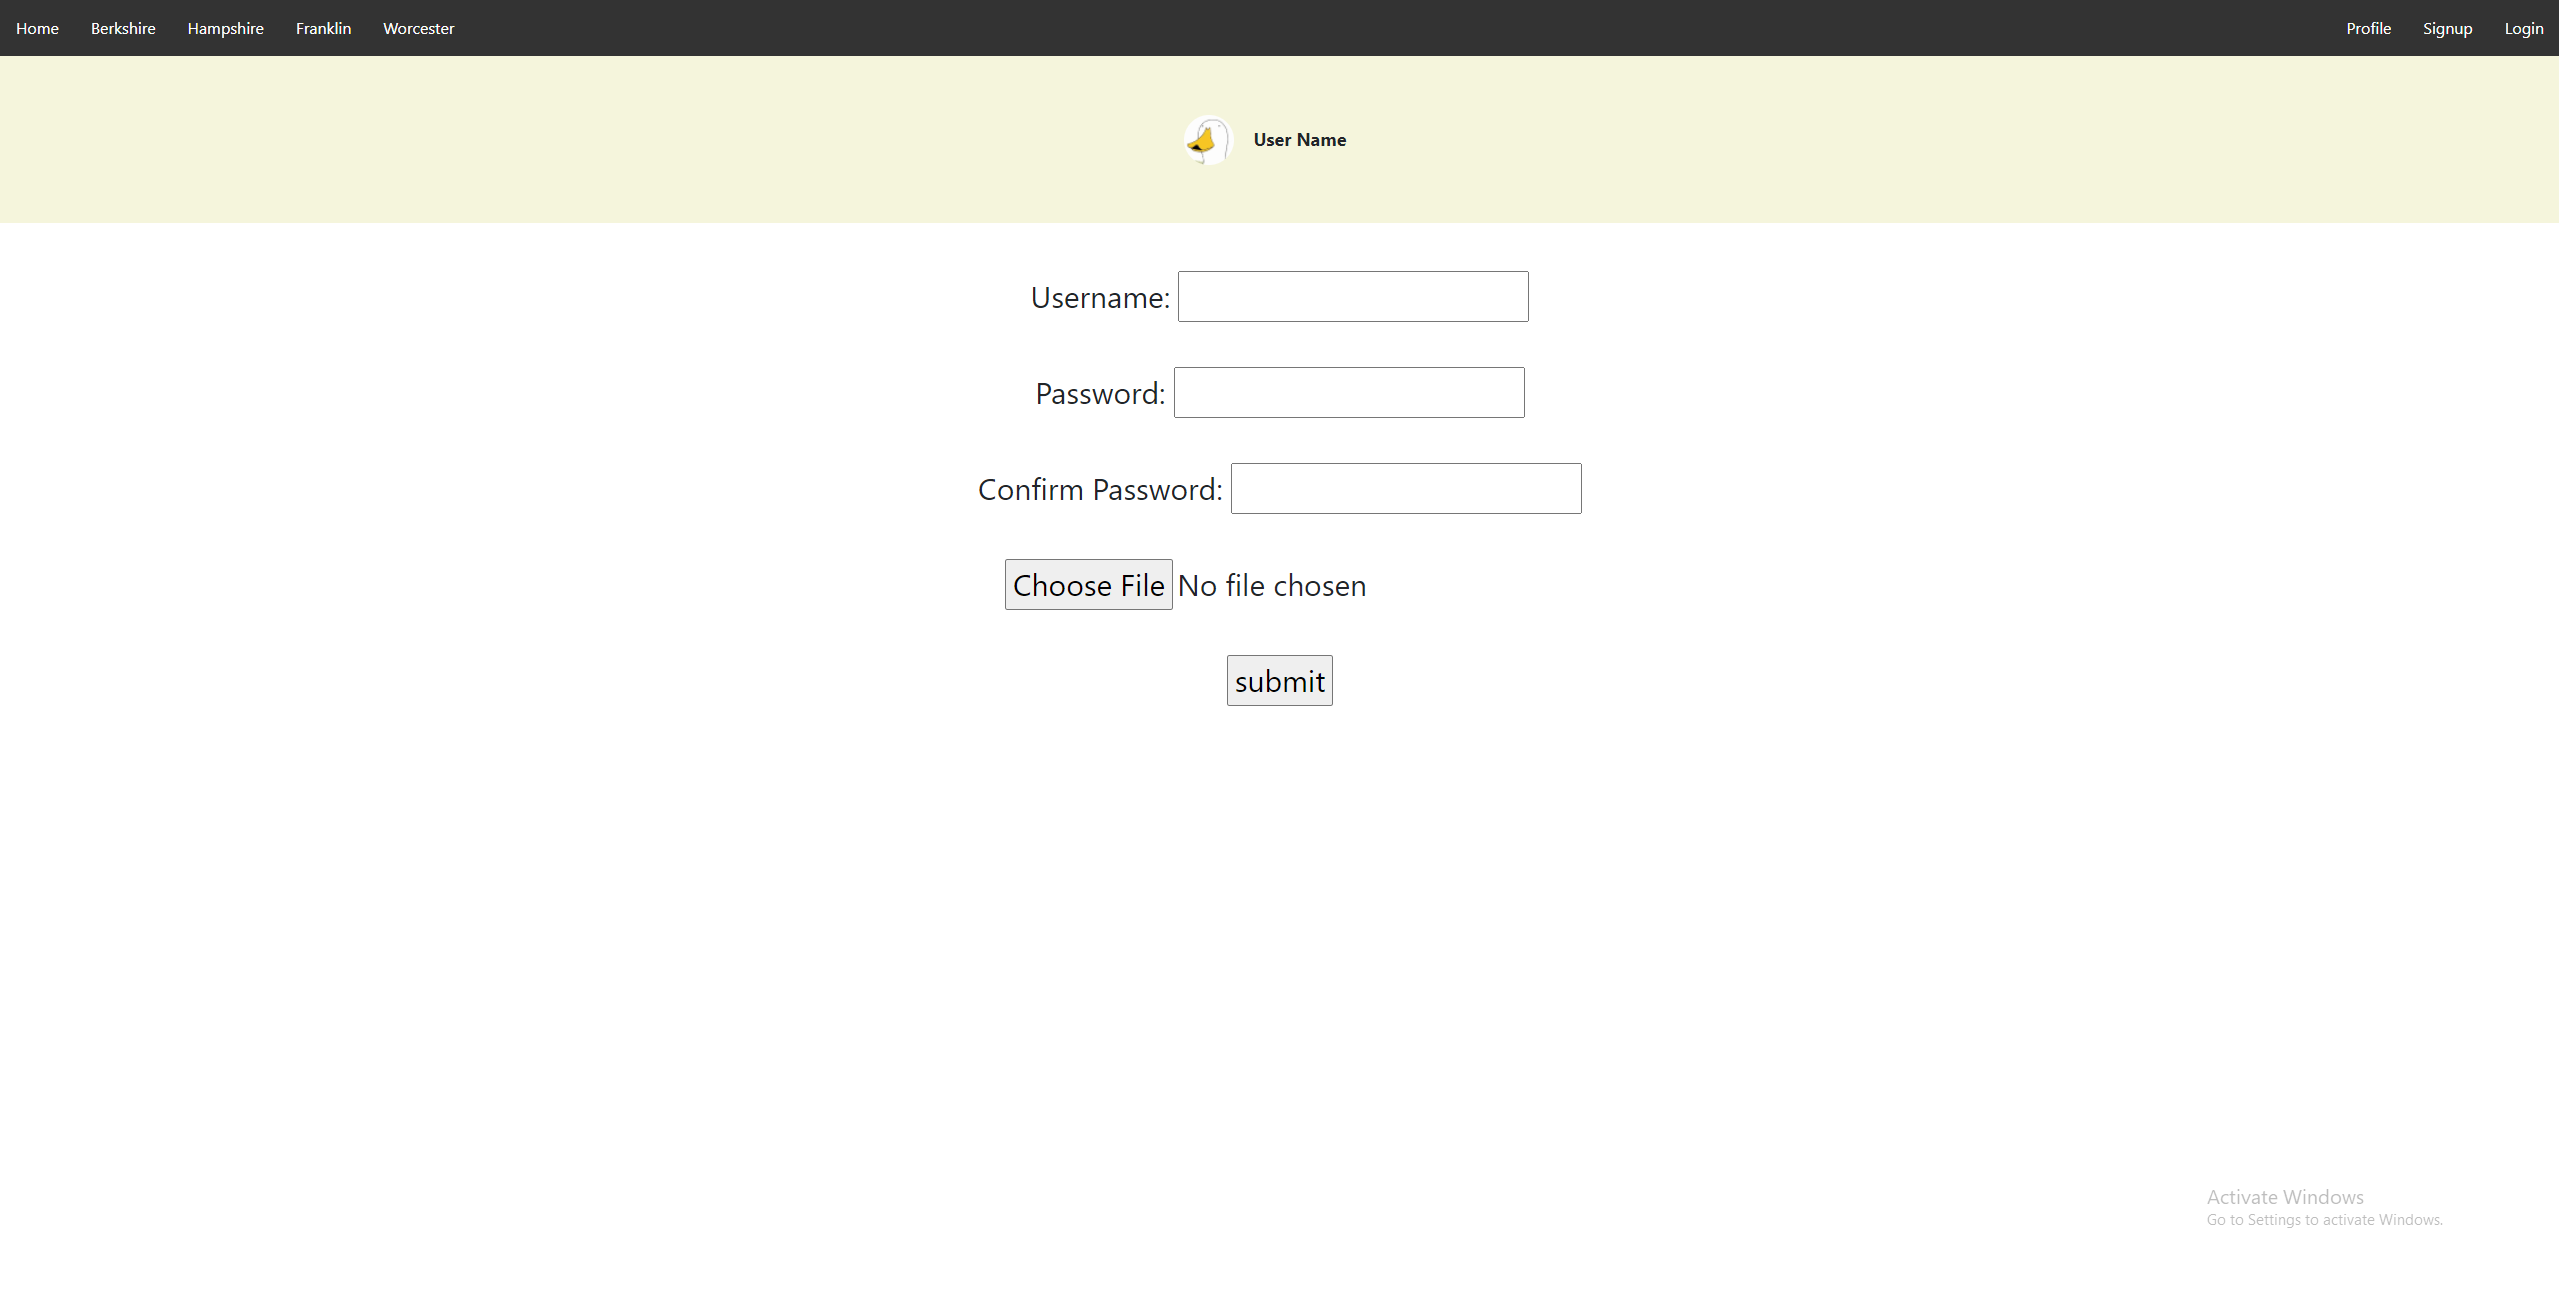 Home Berkshire Hampshire Franklin Worcester Profile Signup Login
User Name
Username:
Password:
Confirm Password:
Choose File No file chosen
submit
Activate Windows
Go to Settings to activate Windows.